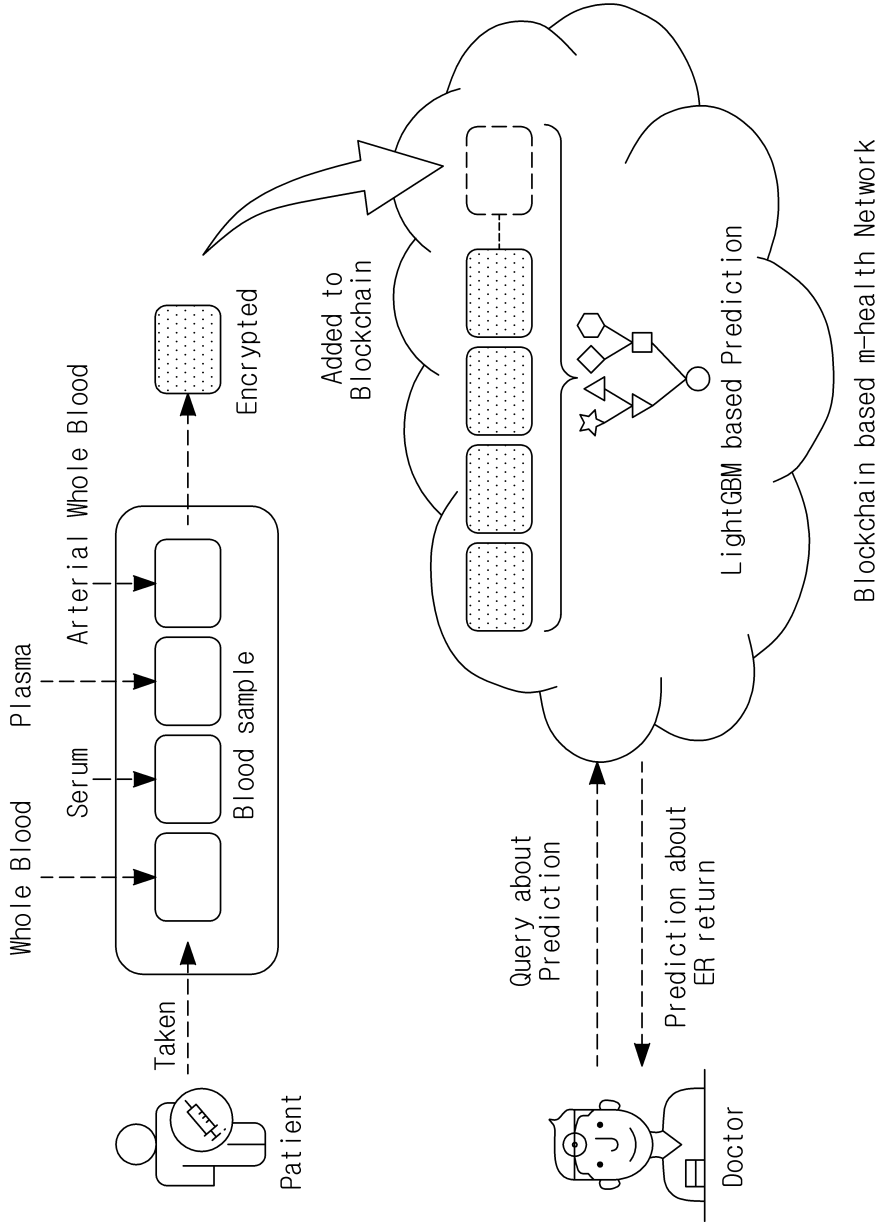 Whole Blood
Plasma
Serum
Arterial Whole Blood
Taken
Blood sample
Encrypted
Patient
Added to
Blockchain
Query about
Prediction
Prediction about
ER return
LightGBM based Prediction
Doctor
Blockchain based m-health Network